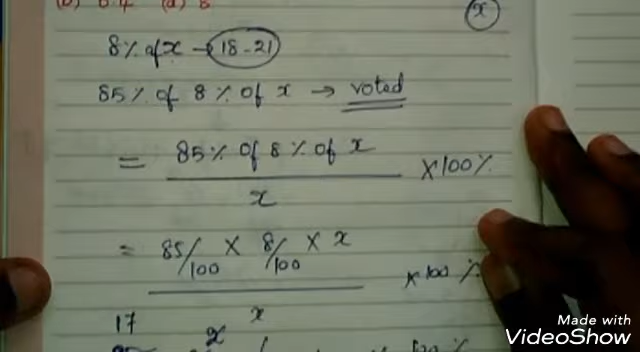 (b) 6.4 (d) 8
x
8% of x → 18-21
85% of 8% of x → voted
= 85% of 8% of x / x × 100%
= 85/100 × 8/100 × x / x × 100%
17
2
Made with
VideoShow